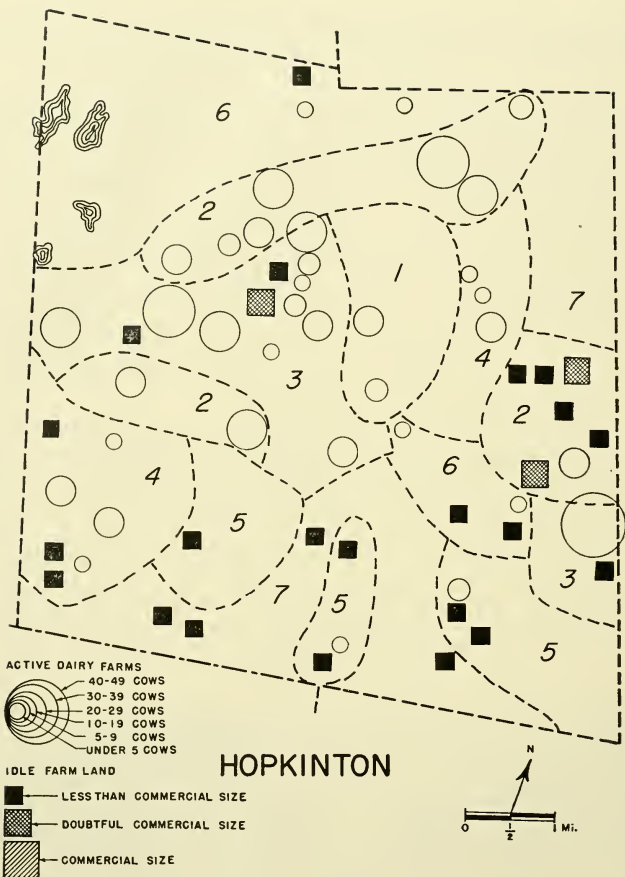 6
2
1
7
3
4
2
2
4
6
5
3
7
5
5
ACTIVE DAIRY FARMS
40-49 COWS
30-39 COWS
20-29 COWS
10-19 COWS
5-9 COWS
UNDER 5 COWS
IDLE FARM LAND
LESS THAN COMMERCIAL SIZE
DOUBTFUL COMMERCIAL SIZE
COMMERCIAL SIZE
HOPKINTON
N
0 1/2 1 Mi.